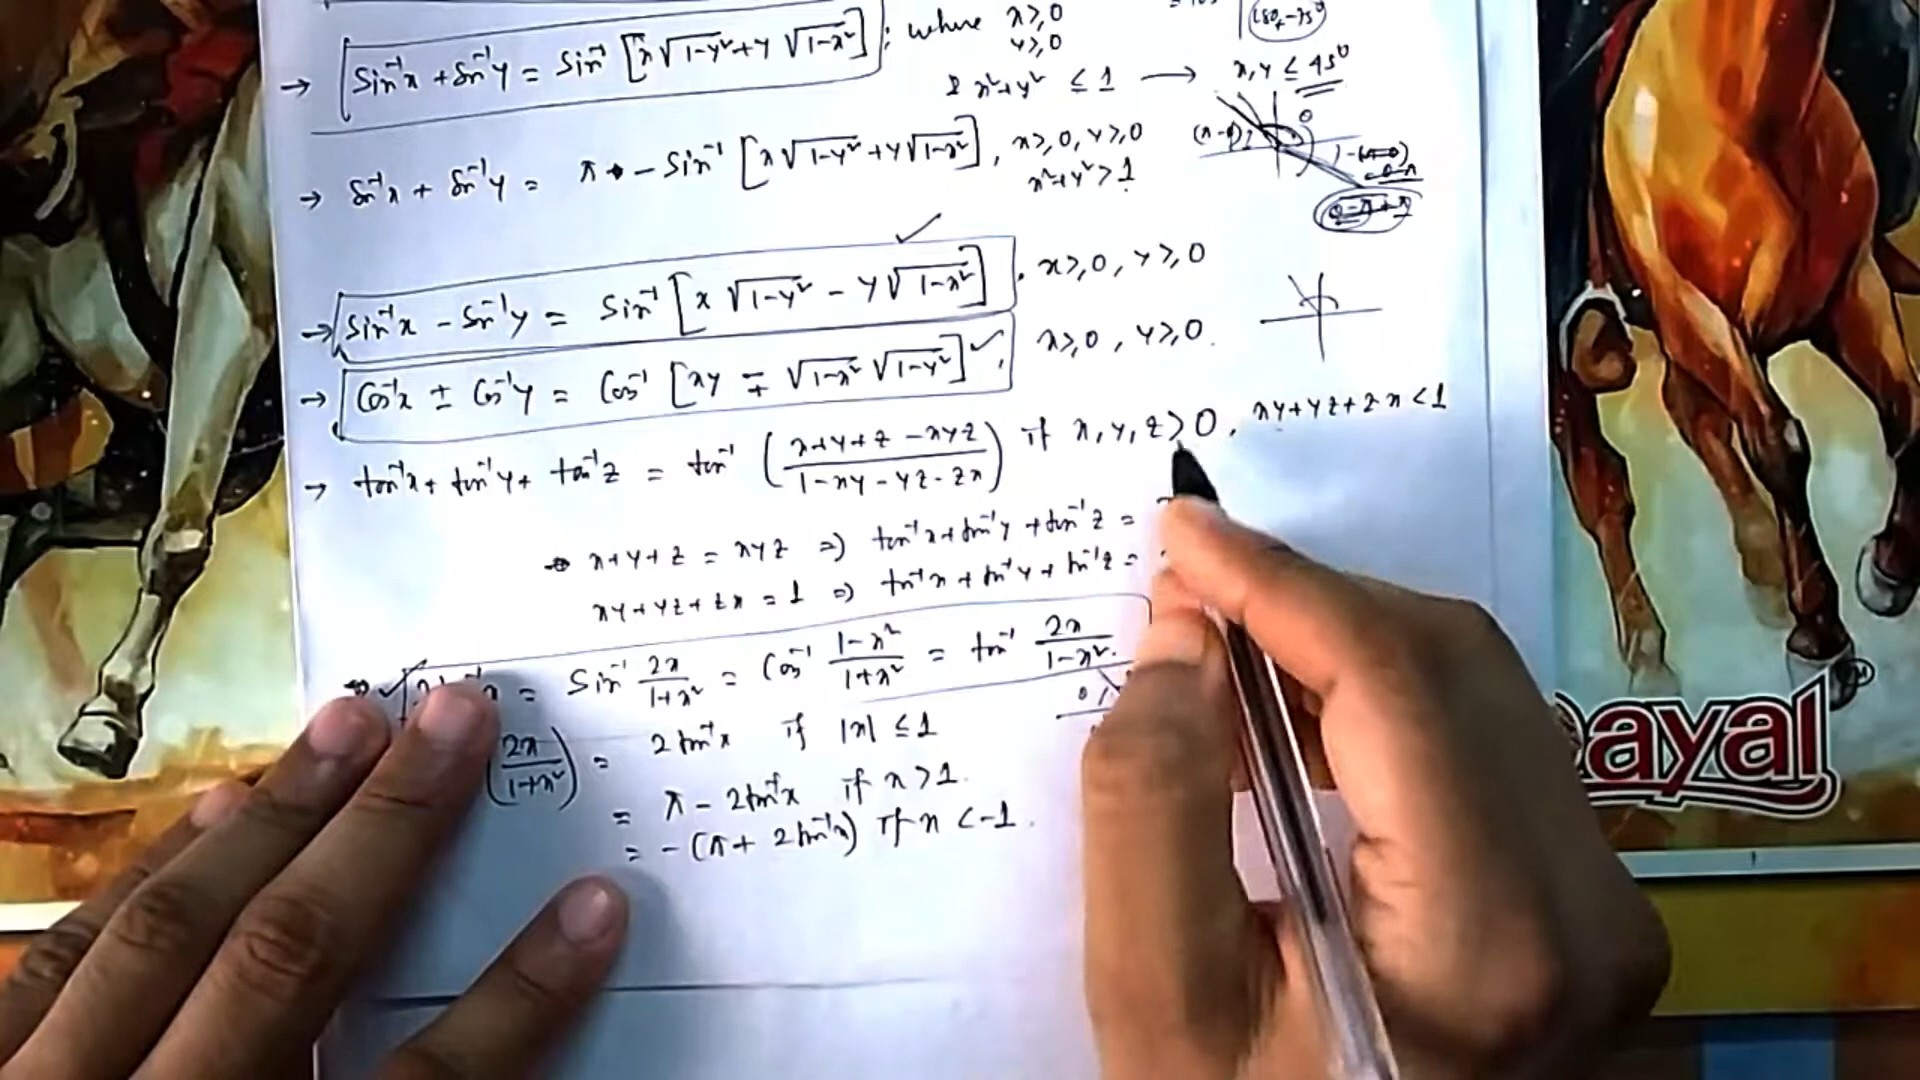 → Sin⁻¹x + Sin⁻¹y = Sin⁻¹ [x √1-y² + y √1-x²] ; where x ≥ 0
y ≥ 0
& x²+y² ≤ 1 → x, y ≤ 45°
→ Sin⁻¹x + Sin⁻¹y = π - Sin⁻¹ [x √1-y² + y √1-x²], x ≥ 0, y ≥ 0
x²+y² > 1
→ Sin⁻¹x - Sin⁻¹y = Sin⁻¹ [x √1-y² - y √1-x²], x ≥ 0, y ≥ 0
→ Cos⁻¹x ± Cos⁻¹y = Cos⁻¹ [xy ∓ √1-x² √1-y²], x ≥ 0, y ≥ 0.
→ tan⁻¹x + tan⁻¹y + tan⁻¹z = tan⁻¹ (x+y+z-xyz / 1-xy-yz-zx) if x, y, z > 0, xy+yz+zx < 1
→ x+y+z = xyz ⇒ tan⁻¹x + tan⁻¹y + tan⁻¹z =
xy+yz+zx = 1 ⇒ tan⁻¹x + tan⁻¹y + tan⁻¹z =
= Sin⁻¹ 2x/1+x² = Cos⁻¹ 1-x²/1+x² = tan⁻¹ 2x/1-x².
(2x/1+x²) = 2tan⁻¹x if |x| ≤ 1
= π - 2tan⁻¹x if x > 1.
= -(π + 2tan⁻¹x) if x < -1.
ayal